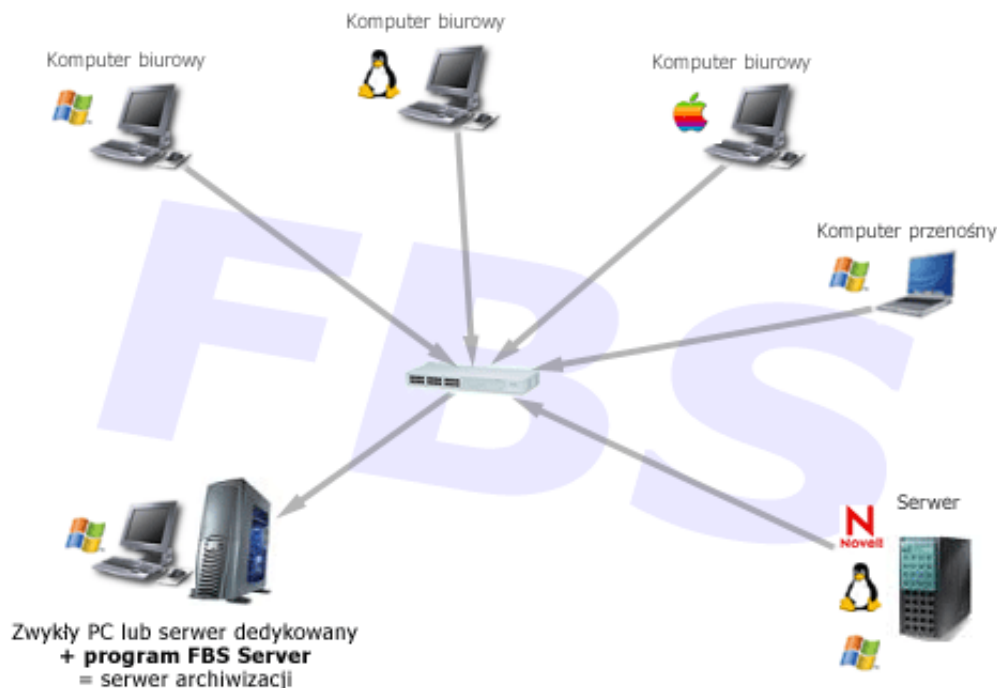 Komputer biurowy
Komputer biurowy
Komputer biurowy
Komputer przenośny
FBS
Serwer
Novell
Zwykły PC lub serwer dedykowany
+ program FBS Server
= serwer archiwizacji